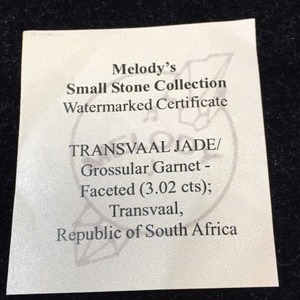 Melody's
Small Stone Collection
Watermarked Certificate
TRANSVAAL JADE/
Grossular Garnet -
Faceted (3.02 cts);
Transvaal,
Republic of South Africa
MELODY